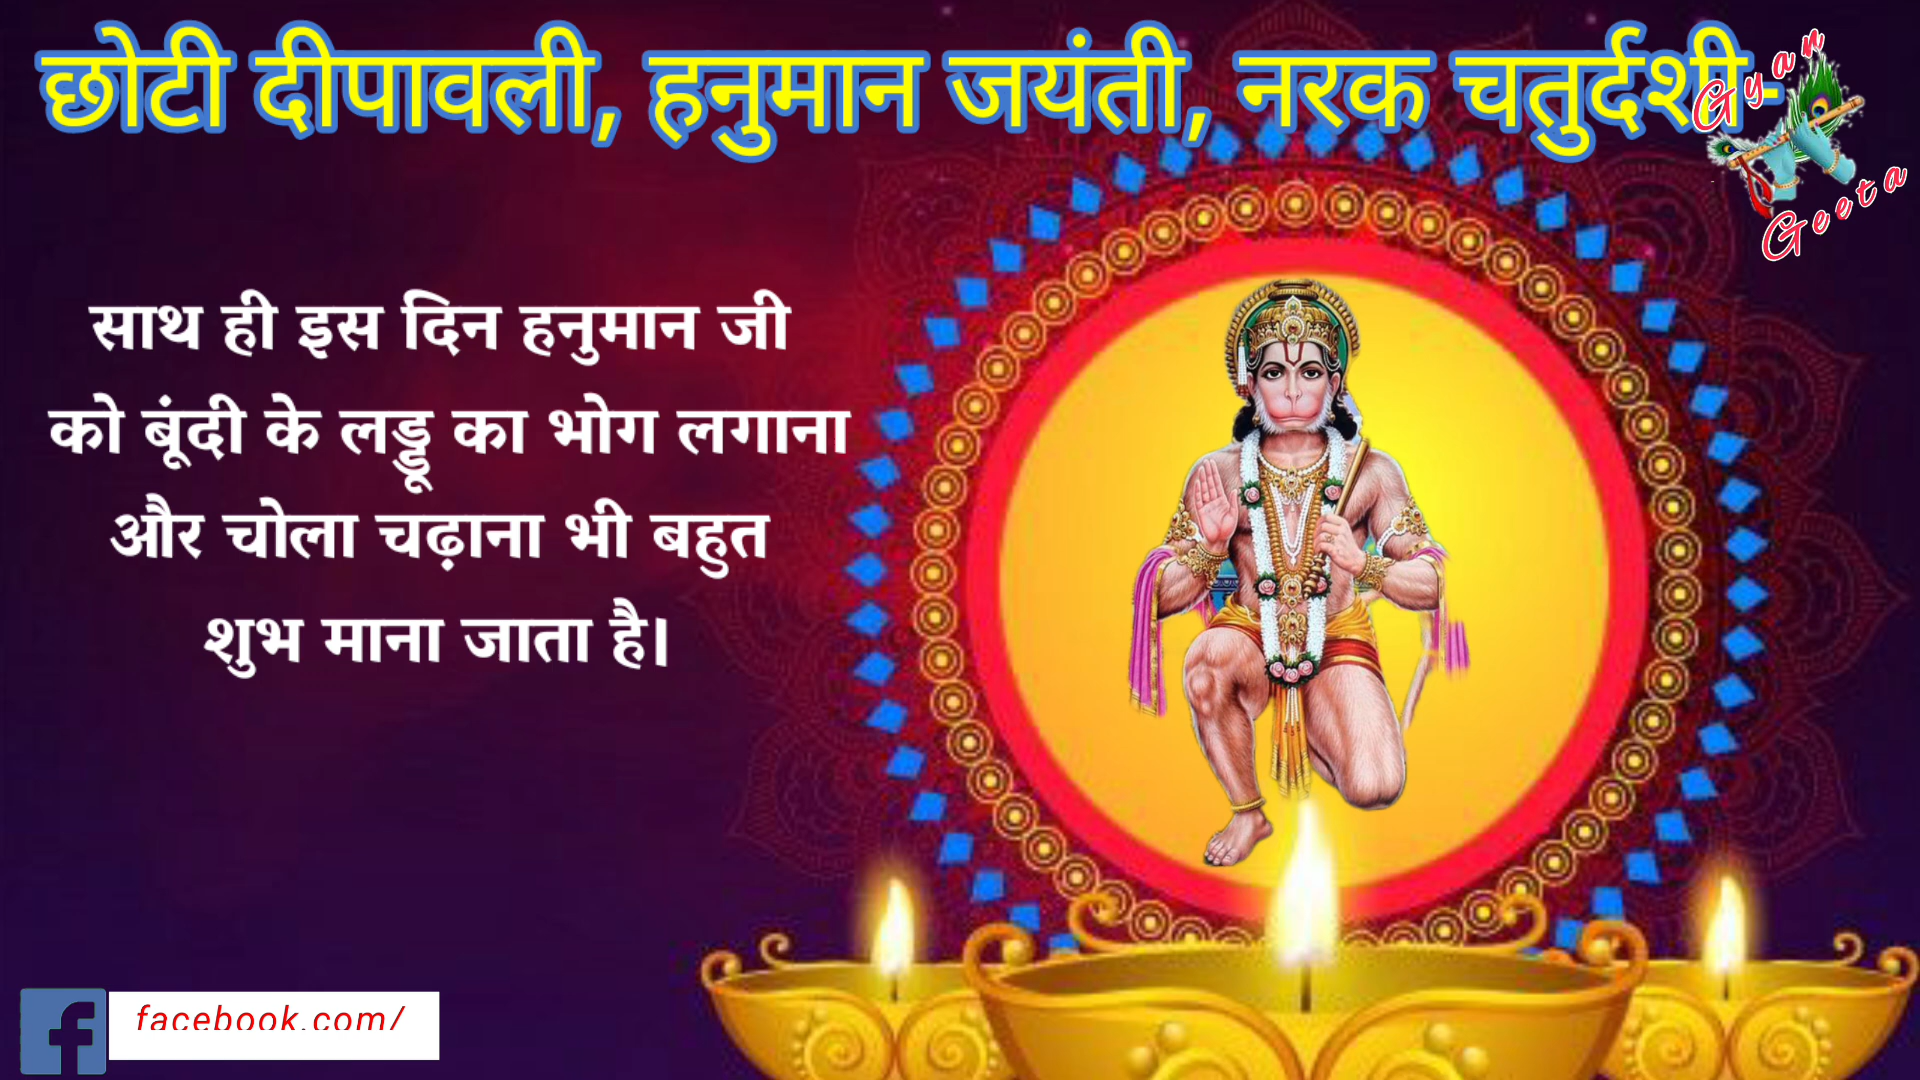 छोटी दीपावली, हनुमान जयंती, नरक चतुर्दशी-
Gyan
Geeta
साथ ही इस दिन हनुमान जी
को बूंदी के लड्डू का भोग लगाना
और चोला चढ़ाना भी बहुत
शुभ माना जाता है।
f facebook.com/